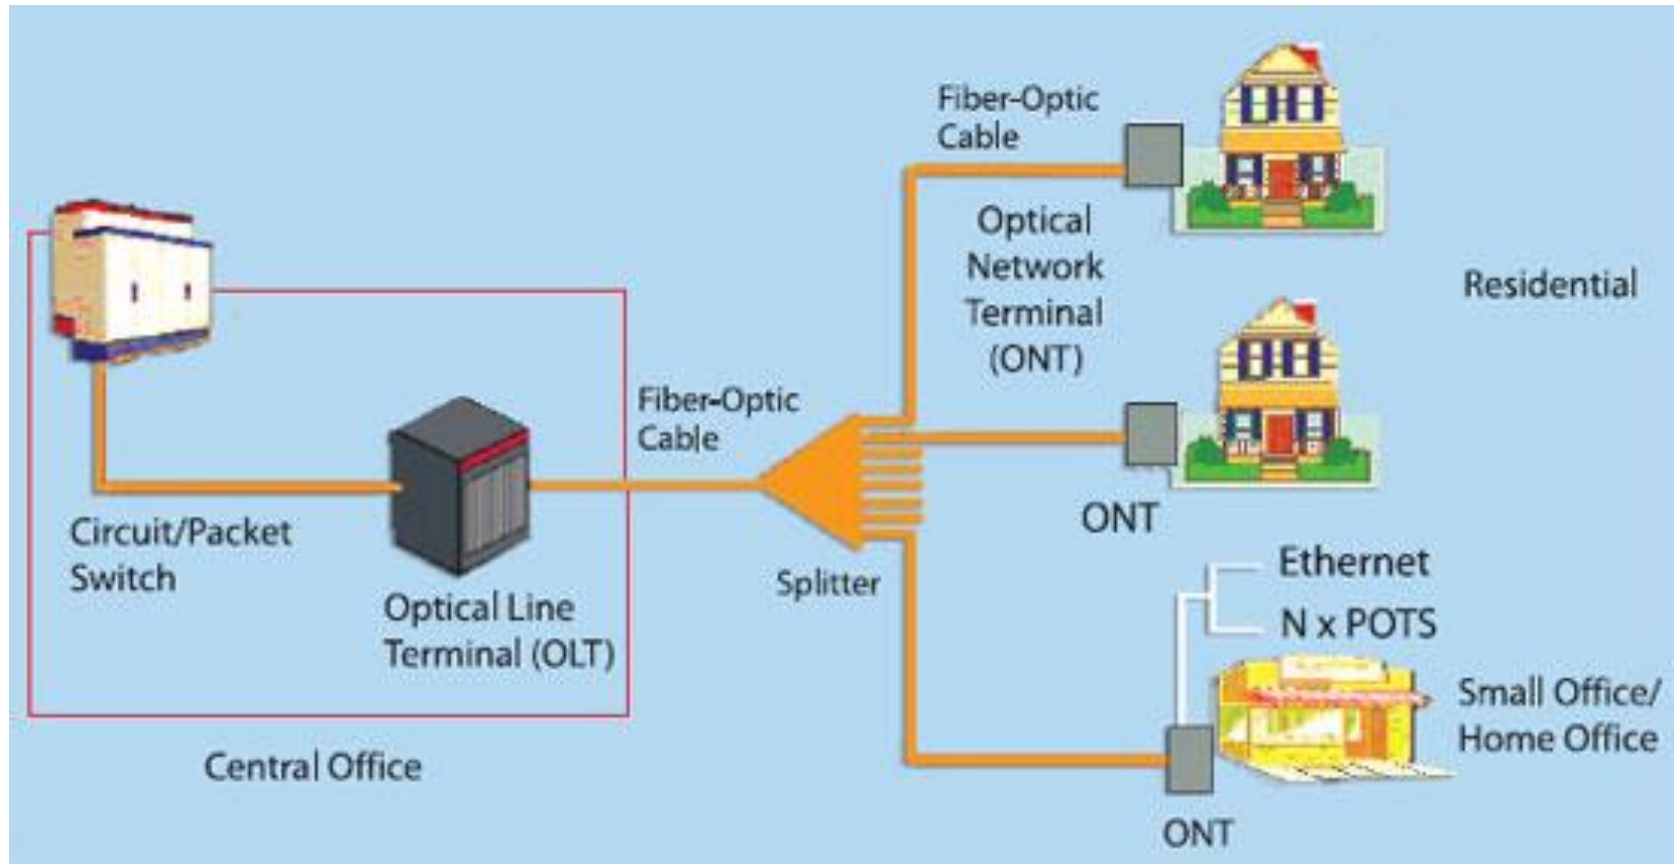 Fiber-Optic
Cable
Optical
Network
Terminal
(ONT)
Residential
Fiber-Optic
Cable
Circuit/Packet
Switch
Optical Line
Terminal (OLT)
Splitter
ONT
Ethernet
N x POTS
Small Office/
Home Office
Central Office
ONT